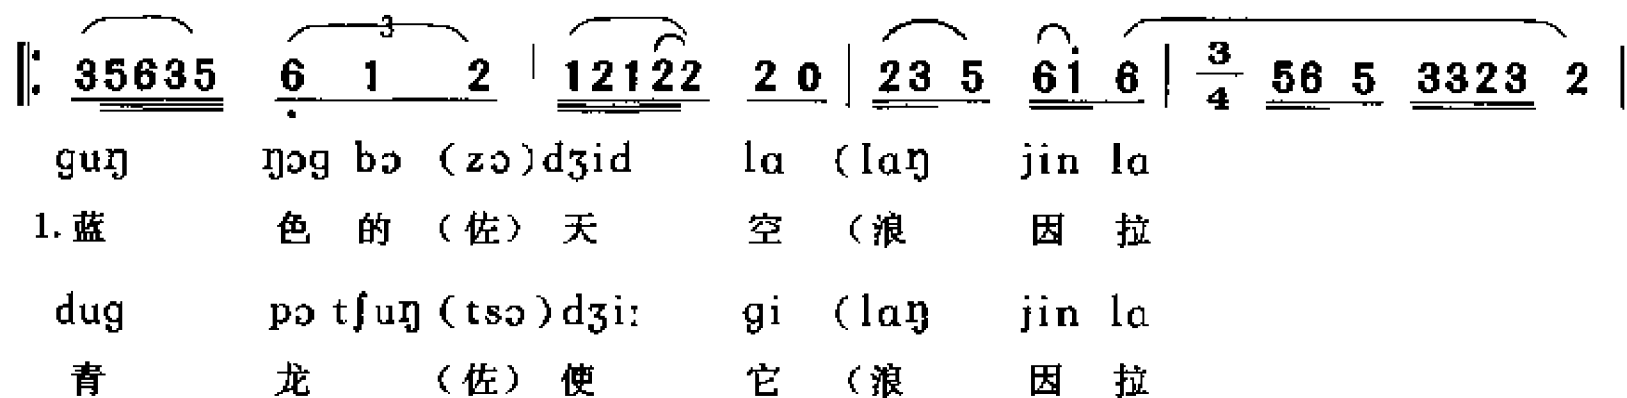 35635 6 1 2 12122 2 0 23 5 6i 6 3/4 56 5 3323 2
guŋ ŋɔg bɔ (zɔ)dʒid la (laŋ jin la
1. 蓝 色 的 (佐) 天 空 (浪 因 拉
dug pɔ tʃuŋ (tsɔ)dʒi: gi (laŋ jin la
青 龙 (佐) 使 它 (浪 因 拉